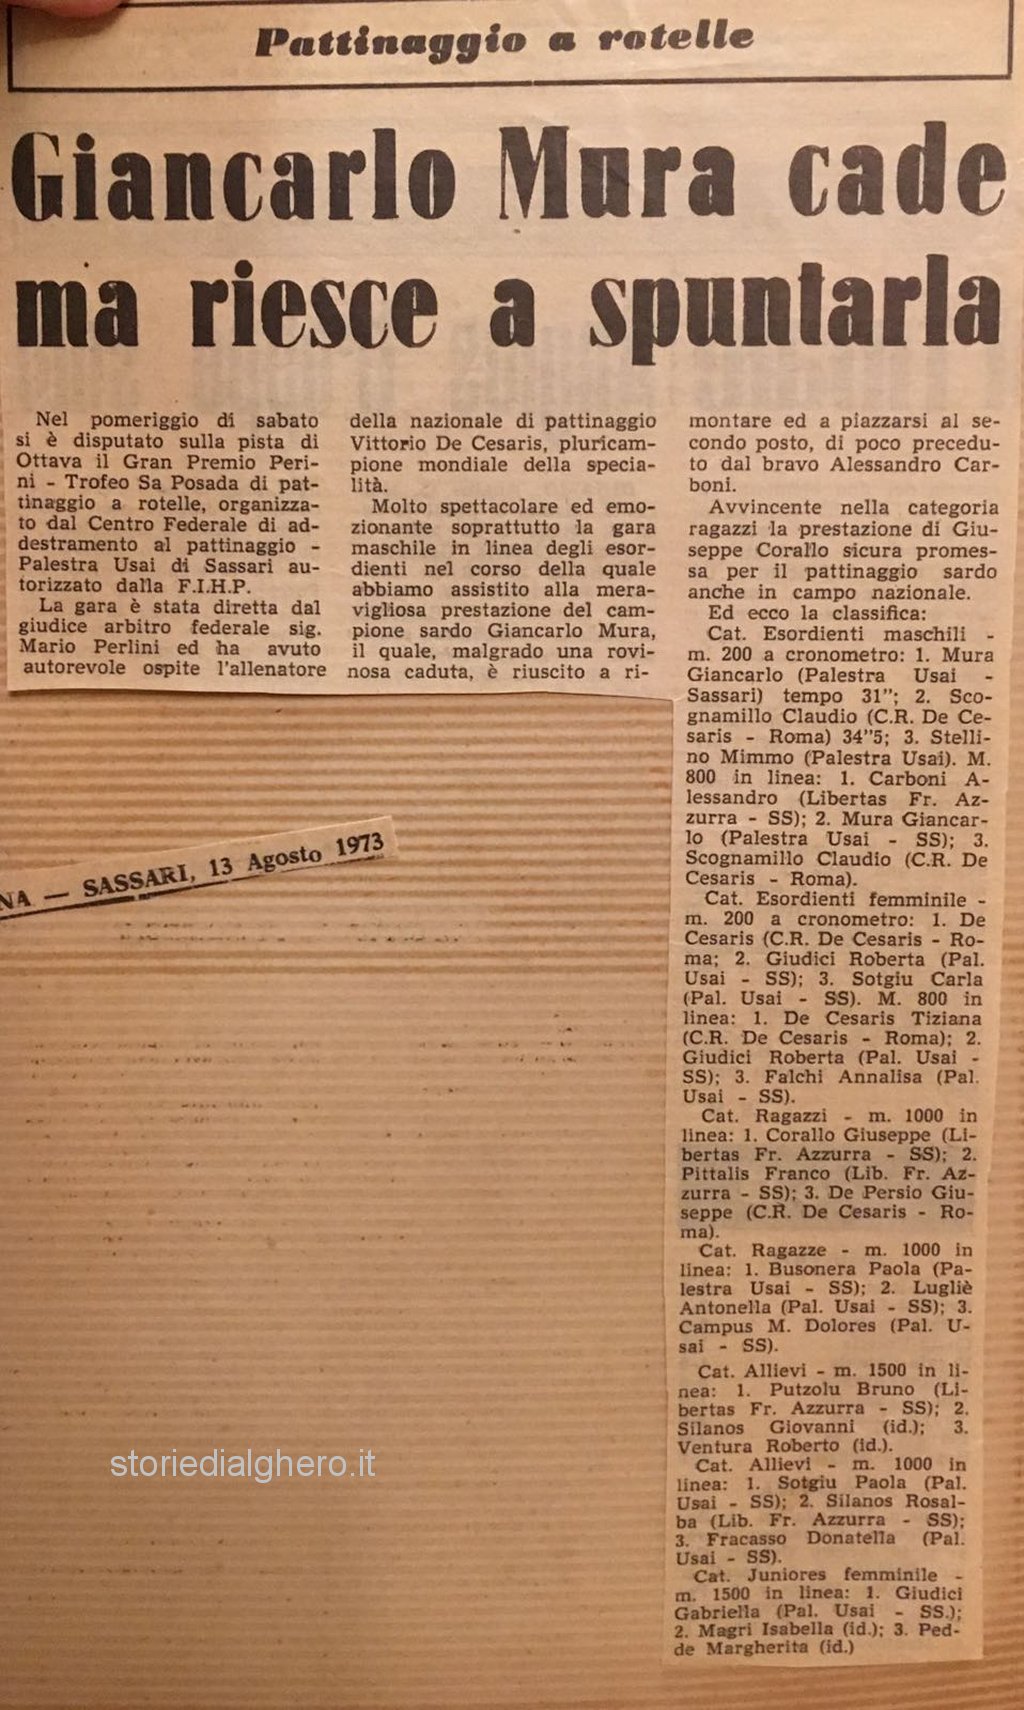 Pattinaggio a rotelle
Giancarlo Mura cade
ma riesce a spuntarla
Nel pomeriggio di sabato
si è disputato sulla pista di
Ottava il Gran Premio Peri-
ni - Trofeo Sa Posada di pat-
tinaggio a rotelle, organizza-
to dal Centro Federale di ad-
destramento al pattinaggio -
Palestra Usai di Sassari au-
torizzato dalla F.I.H.P.
La gara è stata diretta dal
giudice arbitro federale sig.
Mario Perlini ed ha avuto
autorevole ospite l'allenatore
della nazionale di pattinaggio
Vittorio De Cesaris, pluricam-
pione mondiale della specia-
lità.
Molto spettacolare ed emo-
zionante soprattutto la gara
maschile in linea degli esor-
dienti nel corso della quale
abbiamo assistito alla mera-
vigliosa prestazione del cam-
pione sardo Giancarlo Mura,
il quale, malgrado una rovi-
nosa caduta, è riuscito a ri-
montare ed a piazzarsi al se-
condo posto, di poco precedu-
to dal bravo Alessandro Car-
boni.
Avvincente nella categoria
ragazzi la prestazione di Giu-
seppe Corallo sicura promes-
sa per il pattinaggio sardo
anche in campo nazionale.
Ed ecco la classifica:
Cat. Esordienti maschili -
m. 200 a cronometro: 1. Mura
Giancarlo (Palestra Usai -
Sassari) tempo 31"; 2. Sco-
gnamillo Claudio (C.R. De Ce-
saris - Roma) 34"5; 3. Stelli-
no Mimmo (Palestra Usai). M.
800 in linea: 1. Carboni A-
lessandro (Libertas Fr. Az-
zurra - SS); 2. Mura Giancar-
lo (Palestra Usai - SS); 3.
Scognamillo Claudio (C.R. De
Cesaris - Roma).
Cat. Esordienti femminile -
m. 200 a cronometro: 1. De
Cesaris (C.R. De Cesaris - Ro-
ma; 2. Giudici Roberta (Pal.
Usai - SS); 3. Sotgiu Carla
(Pal. Usai - SS). M. 800 in
linea: 1. De Cesaris Tiziana
(C.R. De Cesaris - Roma); 2.
Giudici Roberta (Pal. Usai -
SS); 3. Falchi Annalisa (Pal.
Usai - SS).
Cat. Ragazzi - m. 1000 in
linea: 1. Corallo Giuseppe (Li-
bertas Fr. Azzurra - SS); 2.
Pittalis Franco (Lib. Fr. Az-
zurra - SS); 3. De Persio Giu-
seppe (C.R. De Cesaris - Ro-
ma).
Cat. Ragazze - m. 1000 in
linea: 1. Busonera Paola (Pa-
lestra Usai - SS); 2. Lugliè
Antonella (Pal. Usai - SS); 3.
Campus M. Dolores (Pal. U-
sai - SS).
Cat. Allievi - m. 1500 in li-
nea: 1. Putzolu Bruno (Li-
bertas Fr. Azzurra - SS); 2.
Silanos Giovanni (id.); 3.
Ventura Roberto (id.).
Cat. Allievi - m. 1000 in
linea: 1. Sotgiu Paola (Pal.
Usai - SS); 2. Silanos Rosal-
ba (Lib. Fr. Azzurra - SS);
3. Fracasso Donatella (Pal.
Usai - SS).
Cat. Juniores femminile -
m. 1500 in linea: 1. Giudici
Gabriella (Pal. Usai - SS.);
2. Magri Isabella (id.); 3. Ped-
de Margherita (id.)
NA — SASSARI, 13 Agosto 1973
storiedialghero.it